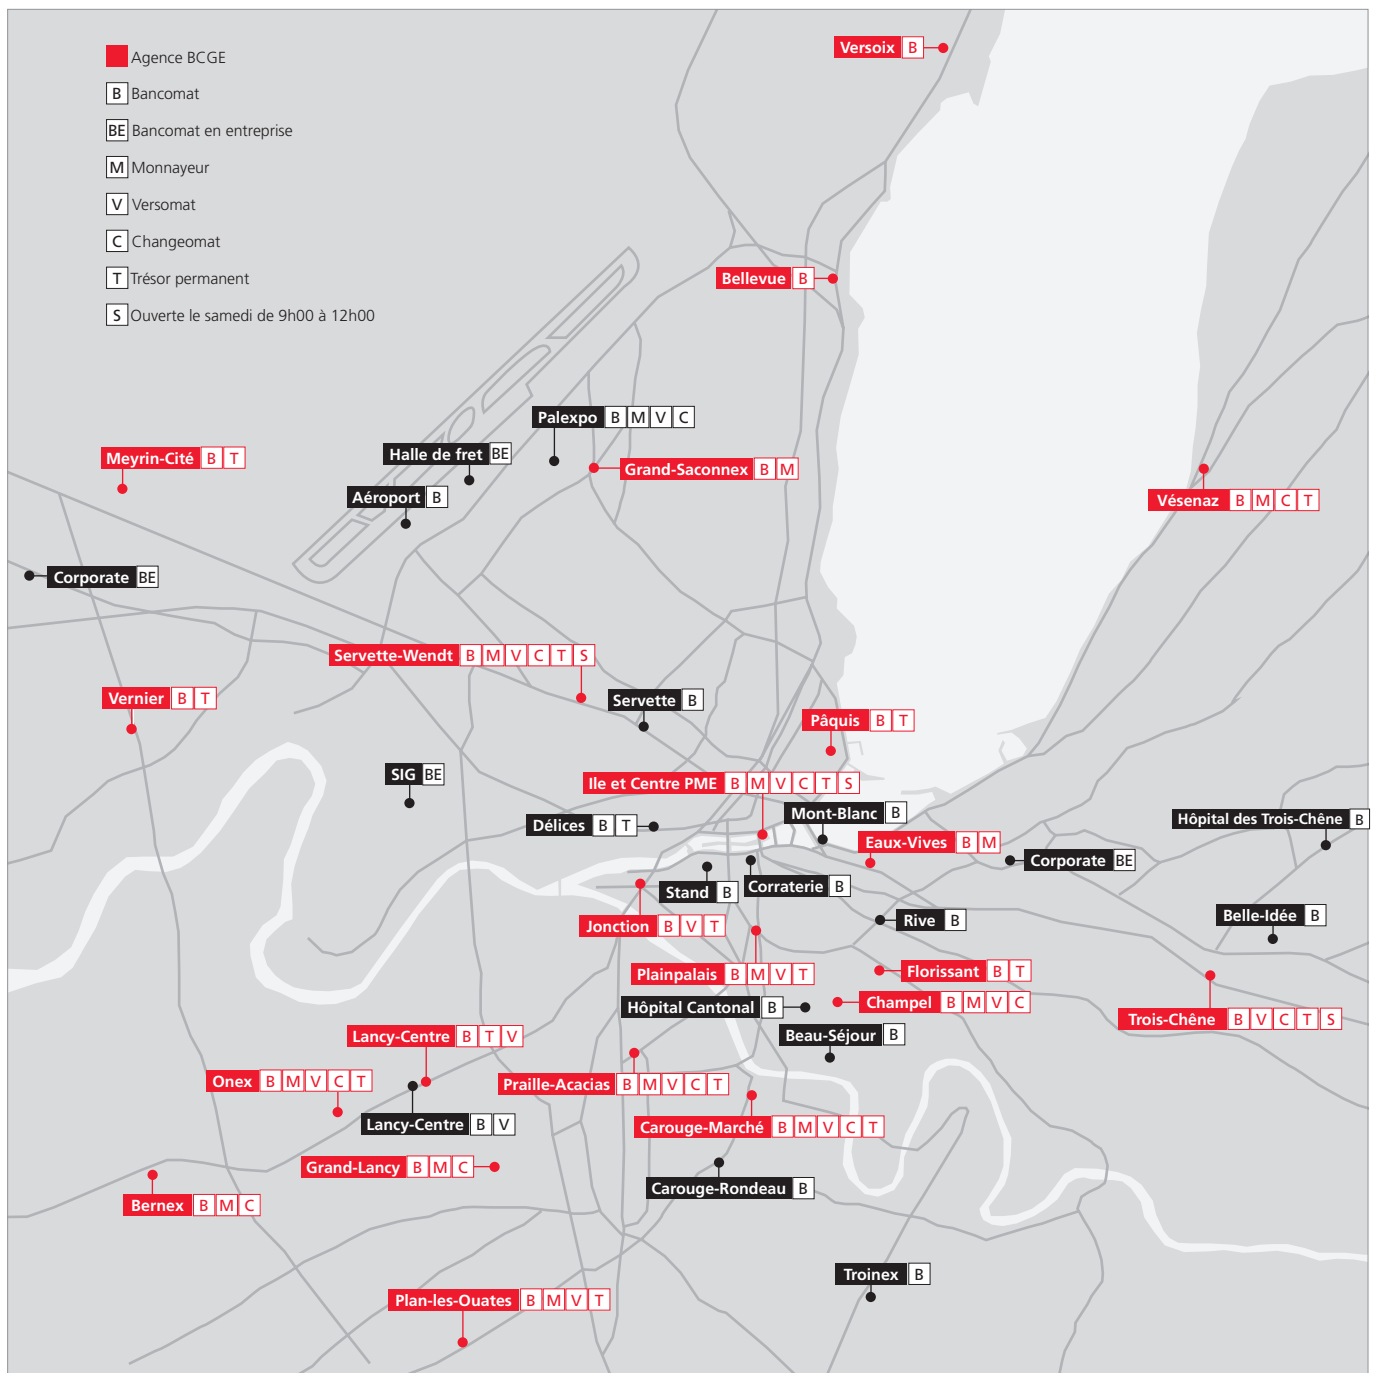 Agence BCGE
B Bancomat
BE Bancomat en entreprise
M Monnayeur
V Versomat
C Changeomat
T Trésor permanent
S Ouverte le samedi de 9h00 à 12h00
Versoix B
Bellevue B
Palexpo B M V C
Halle de fret BE
Meyrin-Cité B T
Grand-Saconnex B M
Aéroport B
Vésenaz B M C T
Corporate BE
Servette-Wendt B M V C T S
Vernier B T
Servette B
Pâquis B T
SIG BE
Ile et Centre PME B M V C T S
Mont-Blanc B
Hôpital des Trois-Chêne B
Délices B T
Eaux-Vives B M
Corporate BE
Stand B
Corraterie B
Belle-Idée B
Rive B
Jonction B V T
Plainpalais B M V T
Florissant B T
Champel B M V C
Hôpital Cantonal B
Trois-Chêne B V C T S
Beau-Séjour B
Lancy-Centre B T V
Onex B M V C T
Praille-Acacias B M V C T
Lancy-Centre B V
Carouge-Marché B M V C T
Grand-Lancy B M C
Carouge-Rondeau B
Bernex B M C
Troinex B
Plan-les-Ouates B M V T